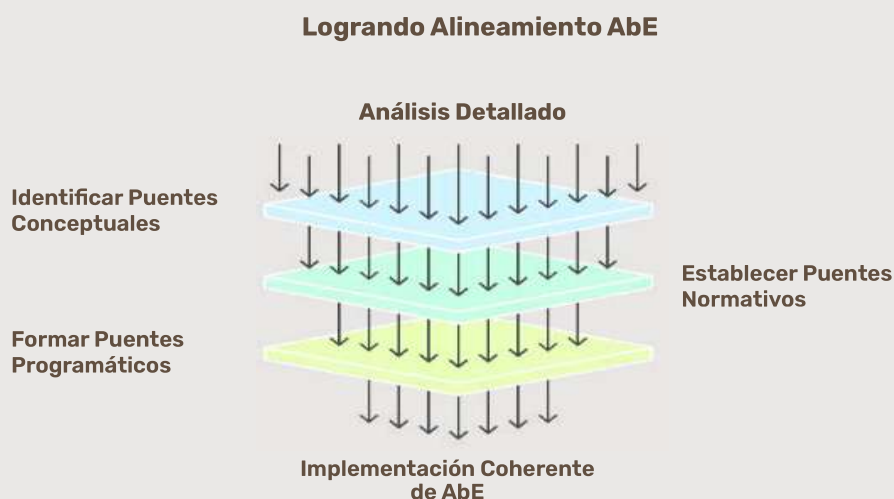 Logrando Alineamiento AbE
Análisis Detallado
Identificar Puentes
Conceptuales
Establecer Puentes
Normativos
Formar Puentes
Programáticos
Implementación Coherente
de AbE